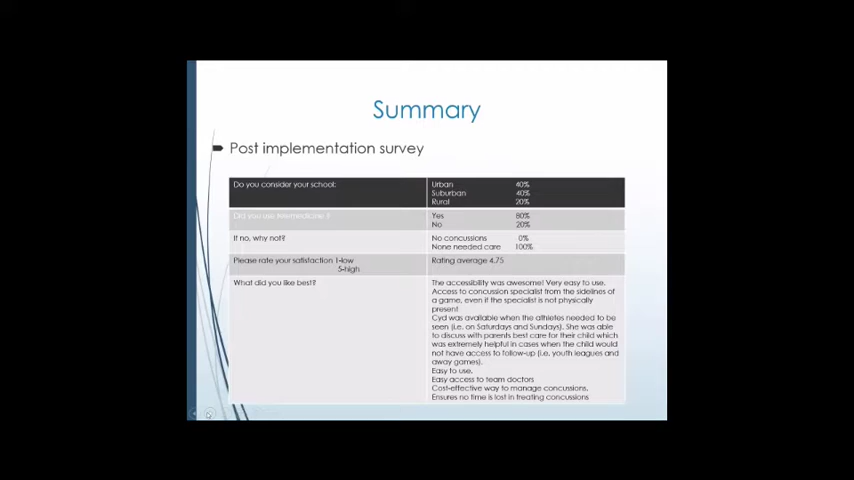 Summary
Post implementation survey
Do you consider your school:
Urban 40%
Suburban 40%
Rural 20%
Did you use telemedicine ?
Yes 80%
No 20%
If no, why not?
No concussions 0%
None needed care 100%
Please rate your satisfaction 1-low
5-high
Rating average 4.75
What did you like best?
The accessibility was awesome! Very easy to use.
Access to concussion specialist from the sidelines of
a game, even if the specialist is not physically
present
Cyd was available when the athletes needed to be
seen (i.e. on Saturdays and Sundays). She was able
to discuss with parents best care for their child which
was extremely helpful in cases when the child would
not have access to follow-up (i.e. youth leagues and
away games).
Easy to use.
Easy access to team doctors
Cost-effective way to manage concussions.
Ensures no time is lost in treating concussions